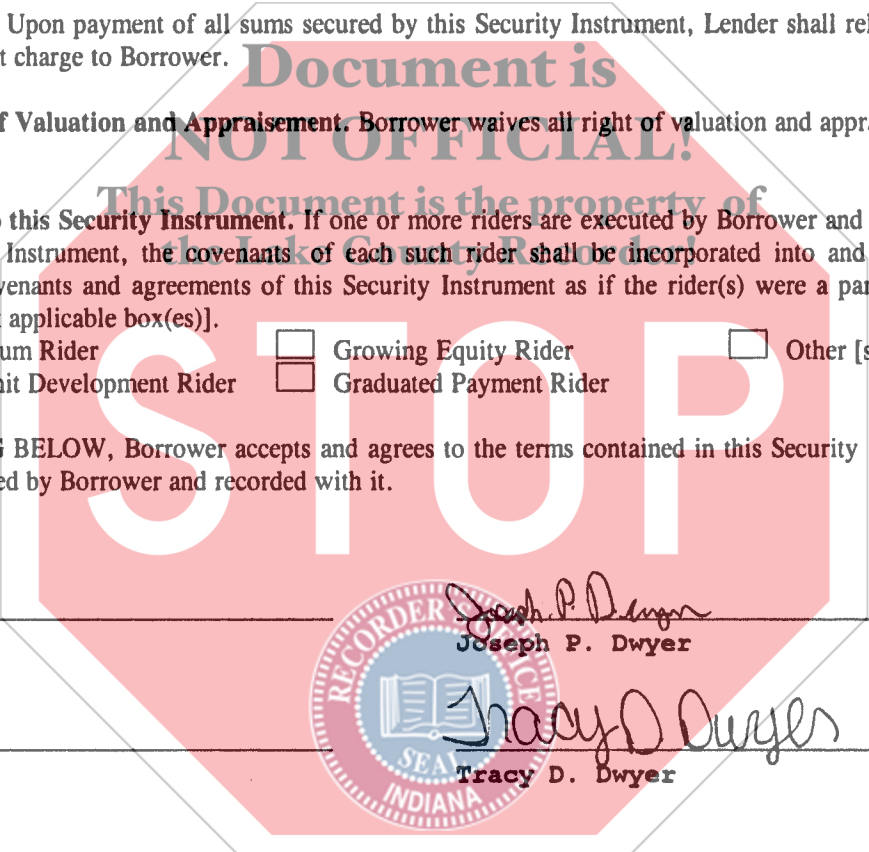 Upon payment of all sums secured by this Security Instrument, Lender shall rel
t charge to Borrower.
Document is
f Valuation and Appraisement. Borrower waives all right of valuation and appr
NOT OFFICIAL!
This Document is the property of
o this Security Instrument. If one or more riders are executed by Borrower and
the Lake County Recorder!
Instrument, the covenants of each such rider shall be incorporated into and
venants and agreements of this Security Instrument as if the rider(s) were a par
applicable box(es)].
um Rider Growing Equity Rider Other [s
nit Development Rider Graduated Payment Rider
STOP
G BELOW, Borrower accepts and agrees to the terms contained in this Security
ed by Borrower and recorded with it.
Joseph P. Dwyer
Joseph P. Dwyer
RECORDER'S OFFICE
Tracy D Dwyer
SEAL
Tracy D. Dwyer
INDIANA